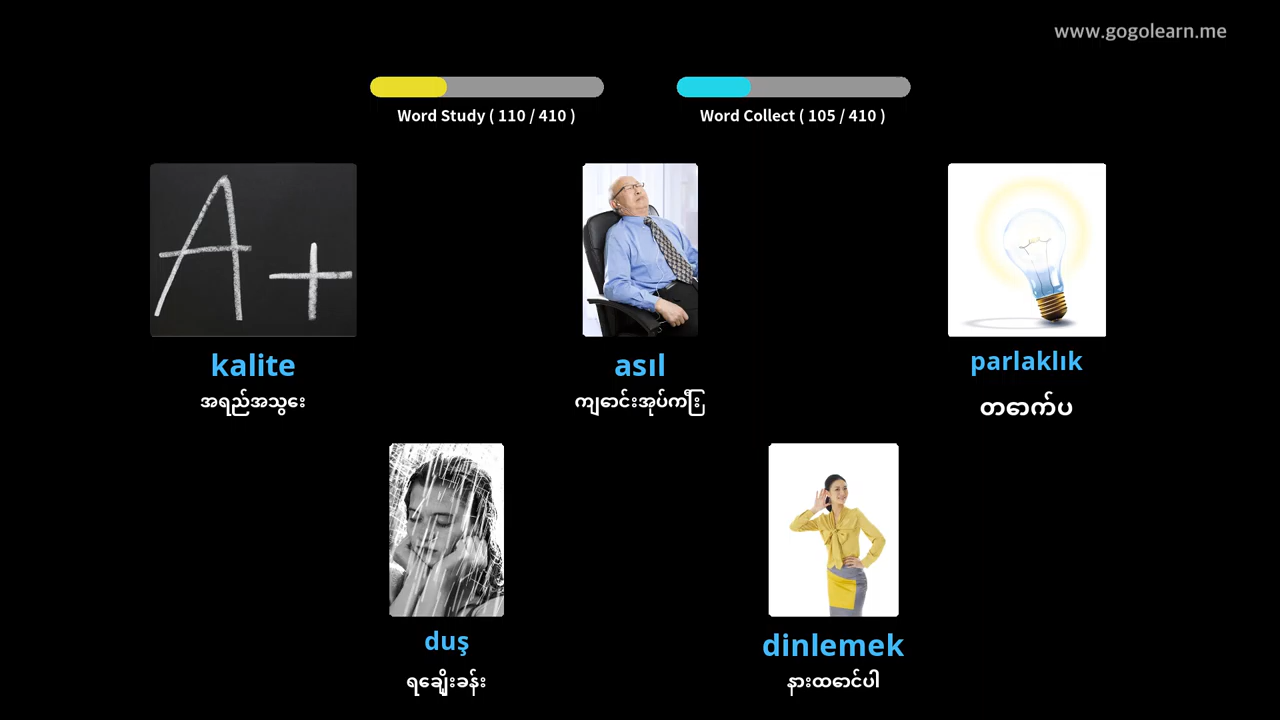 www.gogolearn.me
Word Study ( 110 / 410 )
Word Collect ( 105 / 410 )
A+
kalite
အရည်အသွေး
asıl
ကျောင်းအုပ်ကြီး
parlaklık
တောက်ပ
duş
ရေချိုးခန်း
dinlemek
နားထောင်ပါ